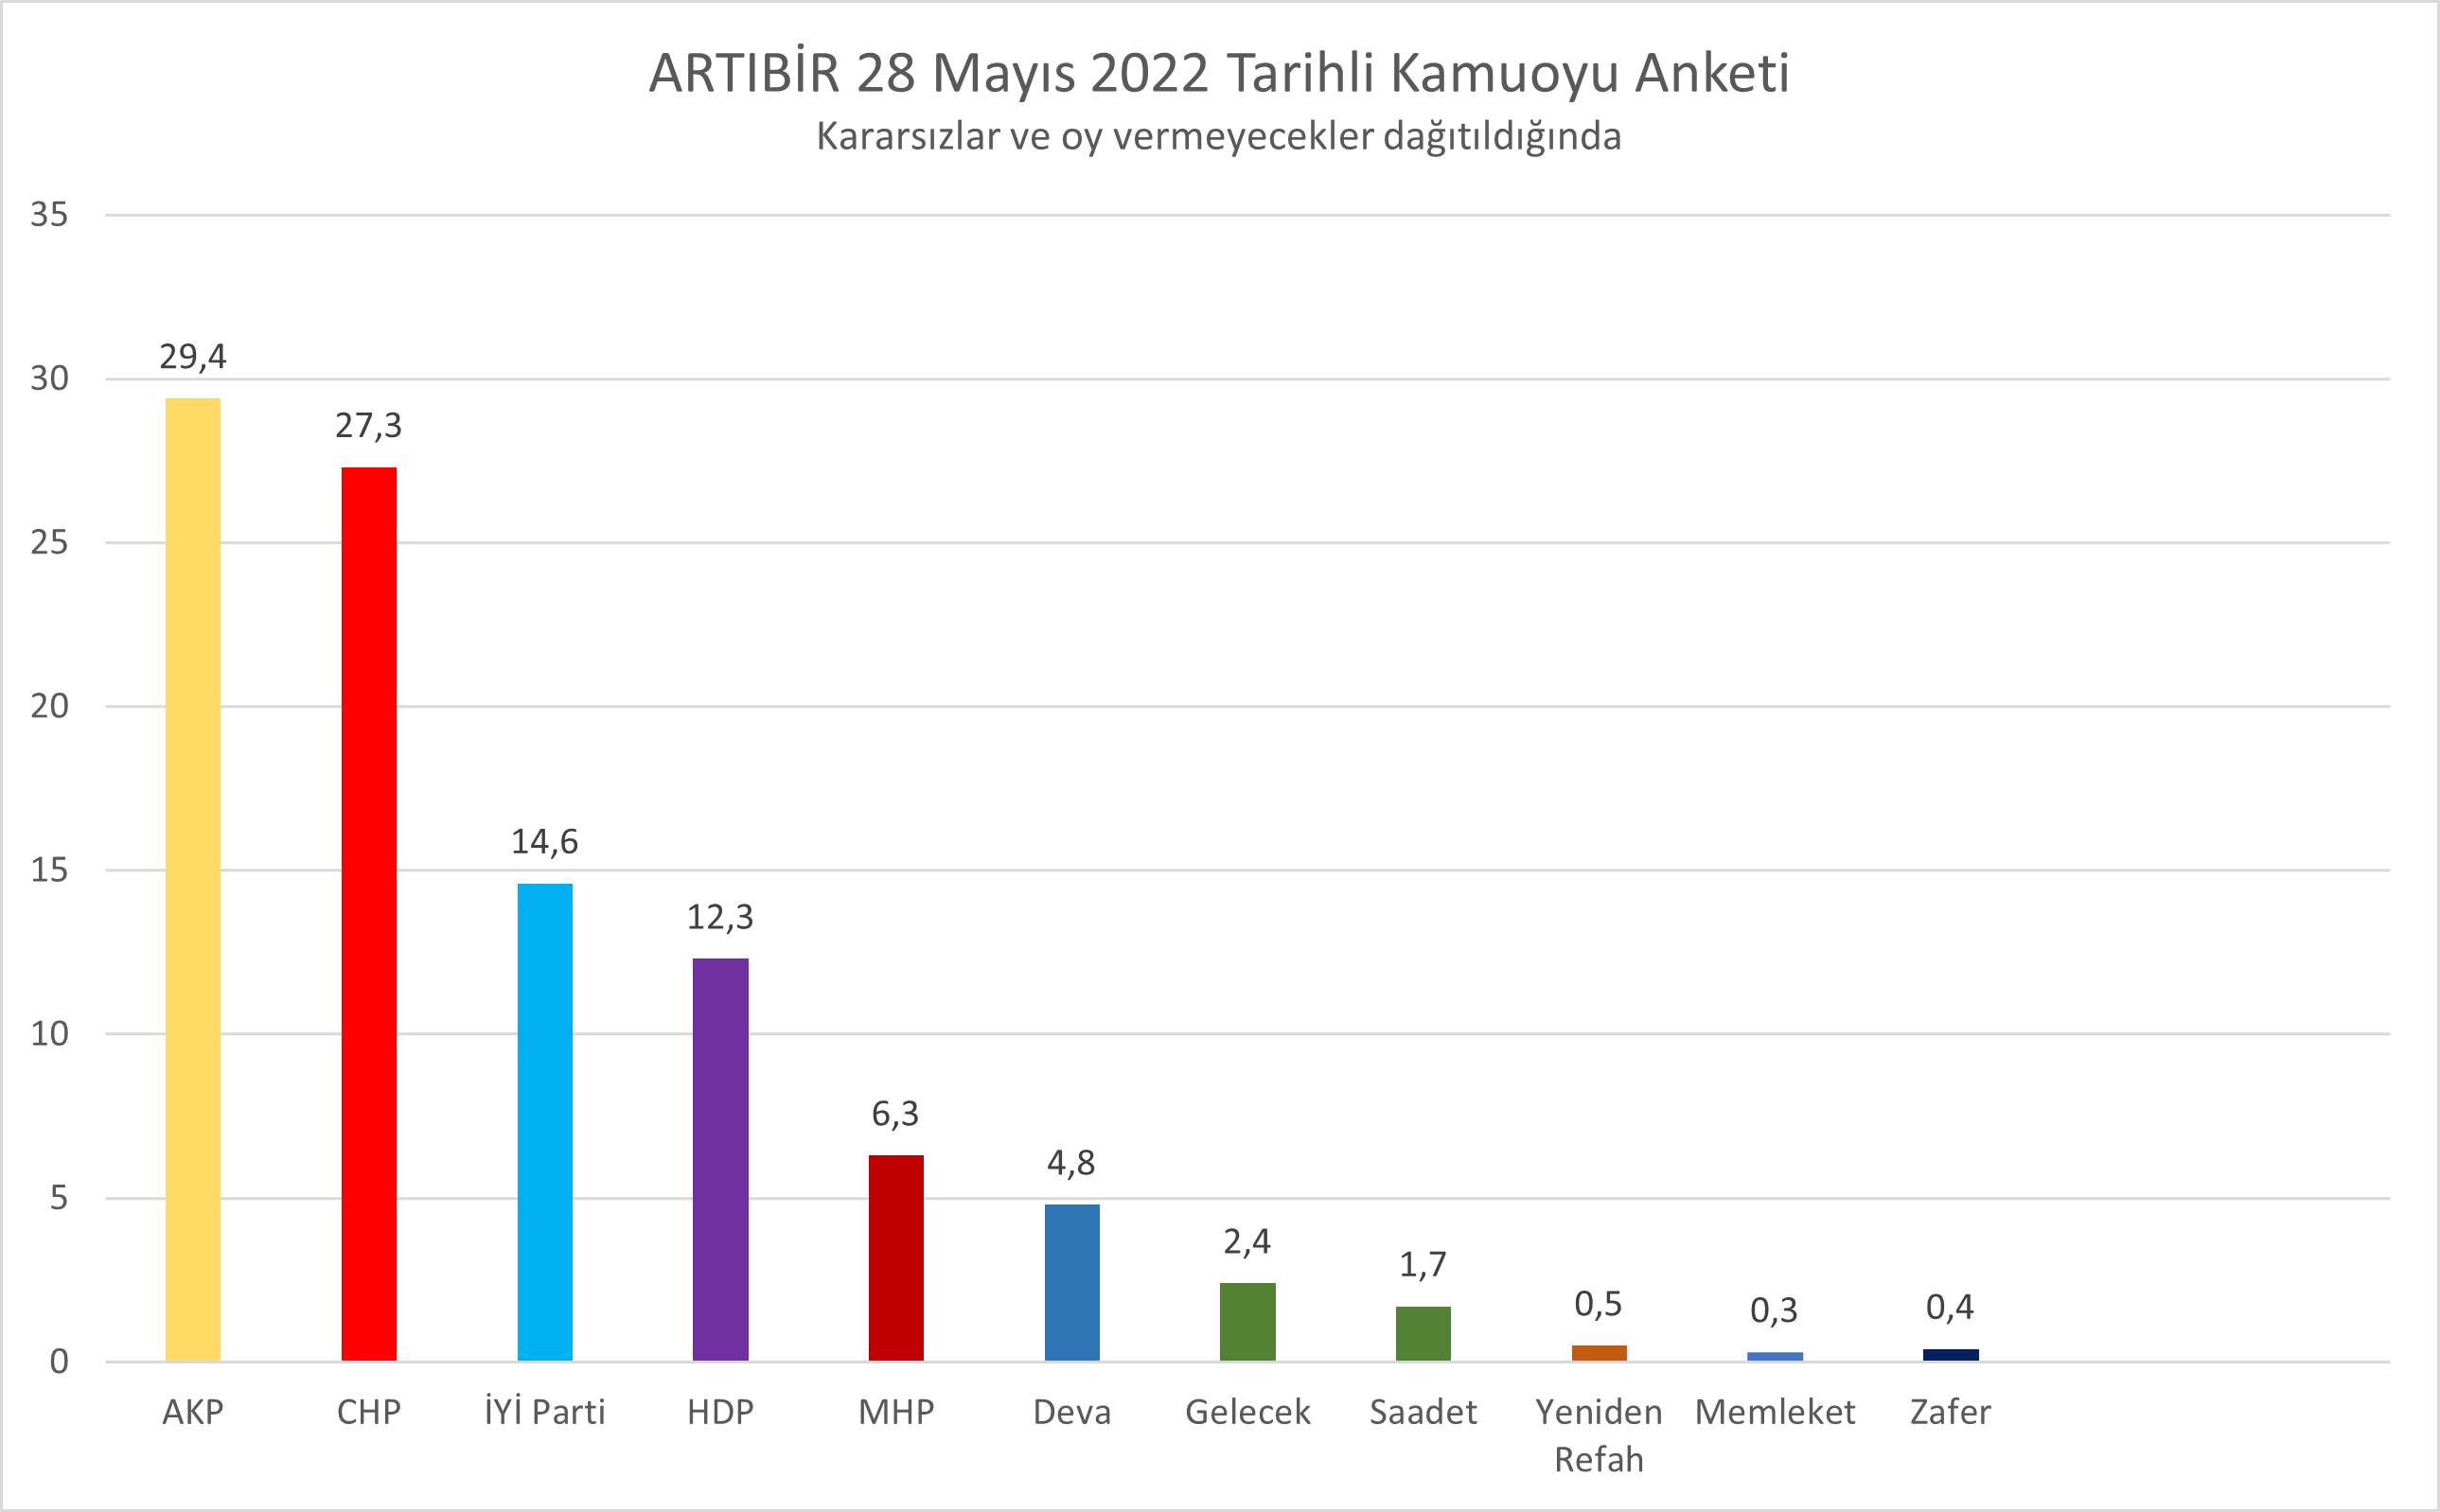 ARTIBİR 28 Mayıs 2022 Tarihli Kamuoyu Anketi
Kararsızlar ve oy vermeyecekler dağıtıldığında
35
30
25
20
15
10
5
0
29,4
27,3
14,6
12,3
6,3
4,8
2,4
1,7
0,5
0,3
0,4
AKP
CHP
İYİ Parti
HDP
MHP
Deva
Gelecek
Saadet
Yeniden
Refah
Memleket
Zafer